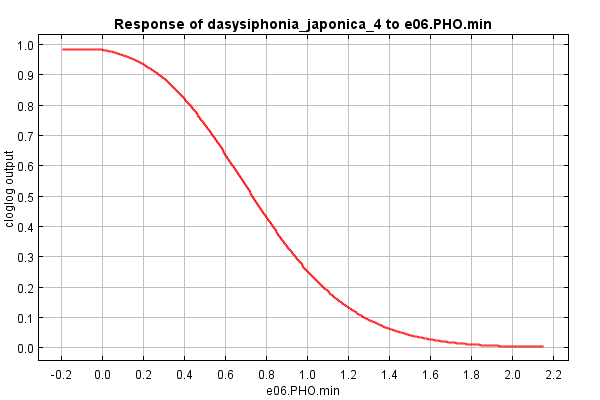 Response of dasysiphonia_japonica_4 to e06.PHO.min
cloglog output
1.0
0.9
0.8
0.7
0.6
0.5
0.4
0.3
0.2
0.1
0.0
-0.2 0.0 0.2 0.4 0.6 0.8 1.0 1.2 1.4 1.6 1.8 2.0 2.2
e06.PHO.min